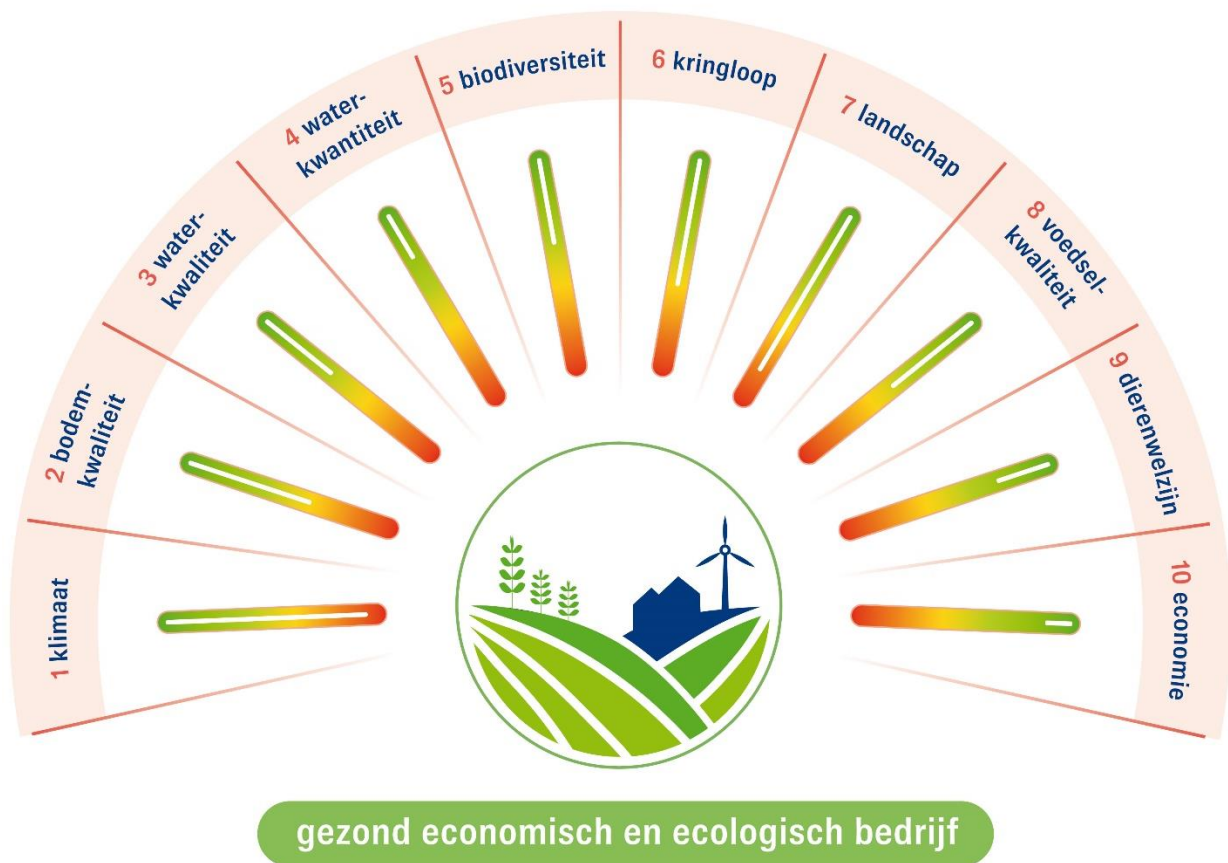 1 klimaat
2 bodem-
kwaliteit
3 water-
kwaliteit
4 water-
kwantiteit
5 biodiversiteit
6 kringloop
7 landschap
8 voedsel-
kwaliteit
9 dierenwelzijn
10 economie
gezond economisch en ecologisch bedrijf